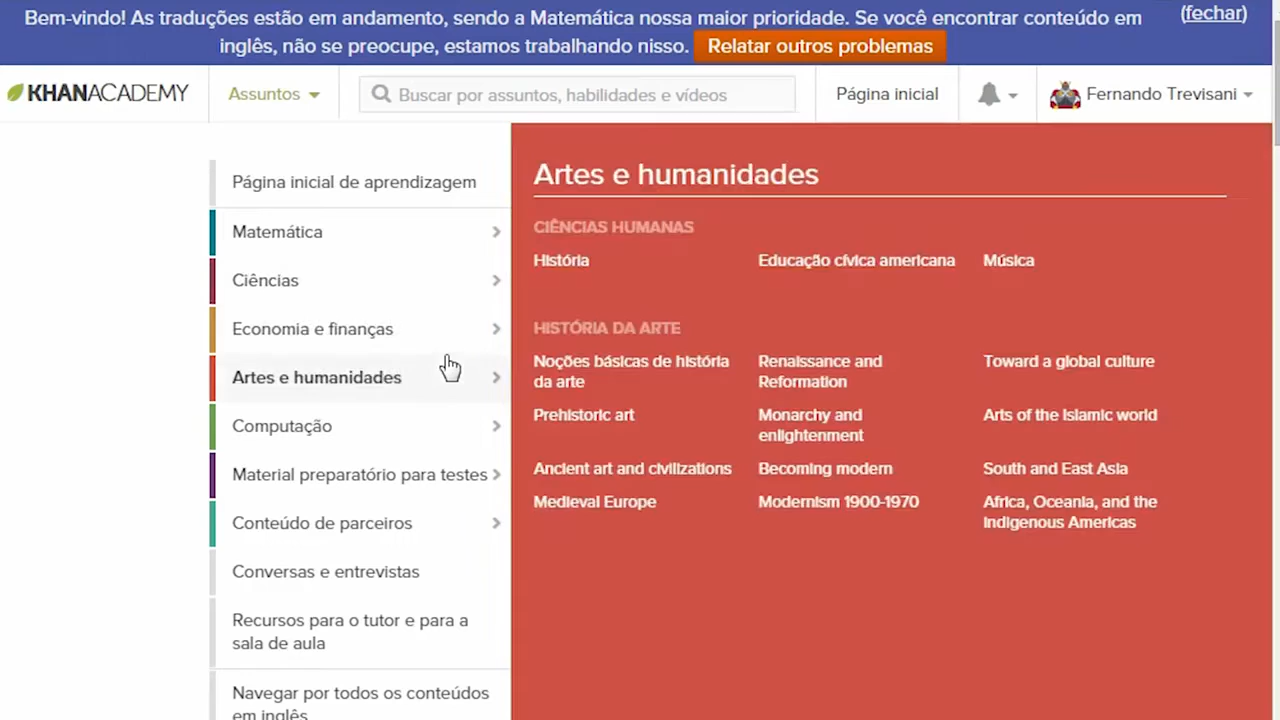 Bem-vindo! As traduções estão em andamento, sendo a Matemática nossa maior prioridade. Se você encontrar conteúdo em
inglês, não se preocupe, estamos trabalhando nisso. Relatar outros problemas
(fechar)
KHANACADEMY
Assuntos
Buscar por assuntos, habilidades e vídeos
Página inicial
Fernando Trevisani
Página inicial de aprendizagem
Matemática
Ciências
Economia e finanças
Artes e humanidades
Computação
Material preparatório para testes
Conteúdo de parceiros
Conversas e entrevistas
Recursos para o tutor e para a
sala de aula
Navegar por todos os conteúdos
em inglês
Artes e humanidades
CIÊNCIAS HUMANAS
História
Educação cívica americana
Música
HISTÓRIA DA ARTE
Noções básicas de história
da arte
Renaissance and
Reformation
Toward a global culture
Prehistoric art
Monarchy and
enlightenment
Arts of the Islamic world
Ancient art and civilizations
Becoming modern
South and East Asia
Medieval Europe
Modernism 1900-1970
Africa, Oceania, and the
Indigenous Americas